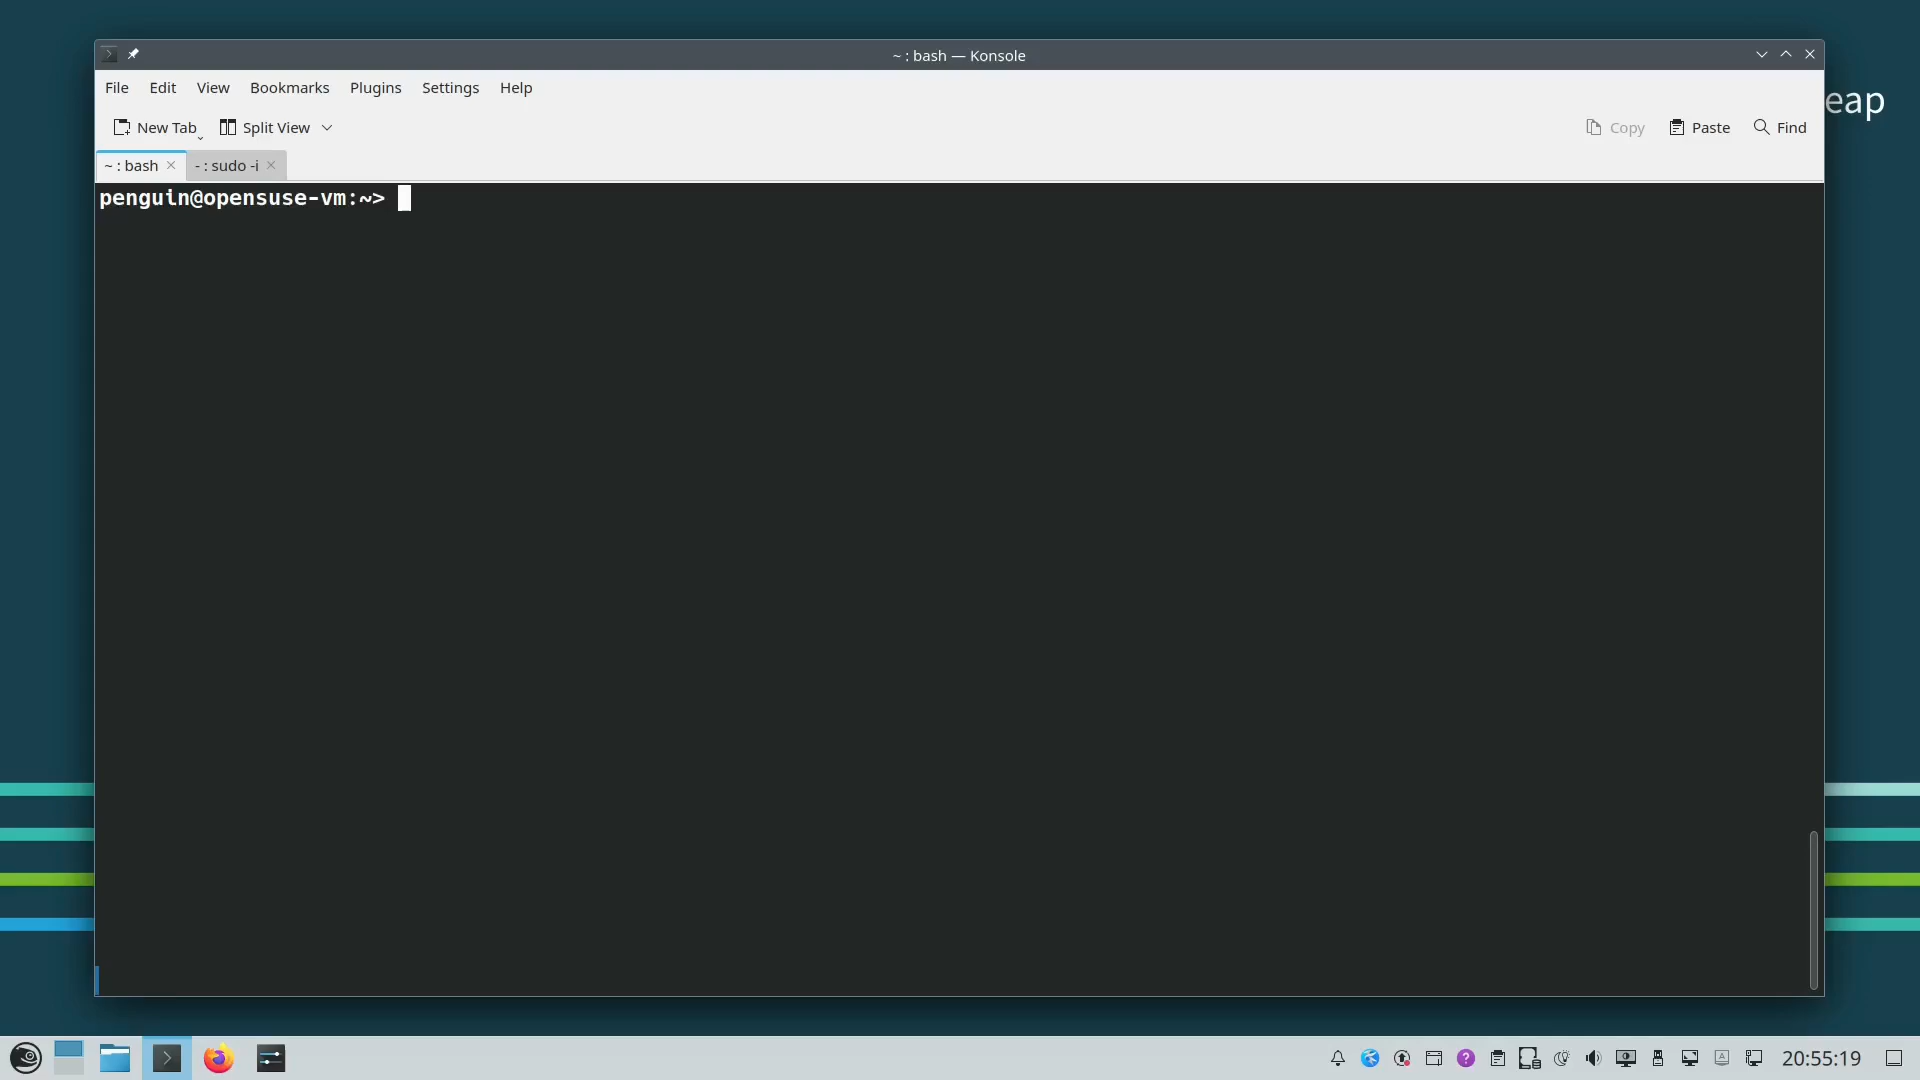 ~ : bash — Konsole
File Edit View Bookmarks Plugins Settings Help
eap
New Tab Split View Copy Paste Find
~ : bash - : sudo -i
penguin@opensuse-vm:~>
20:55:19